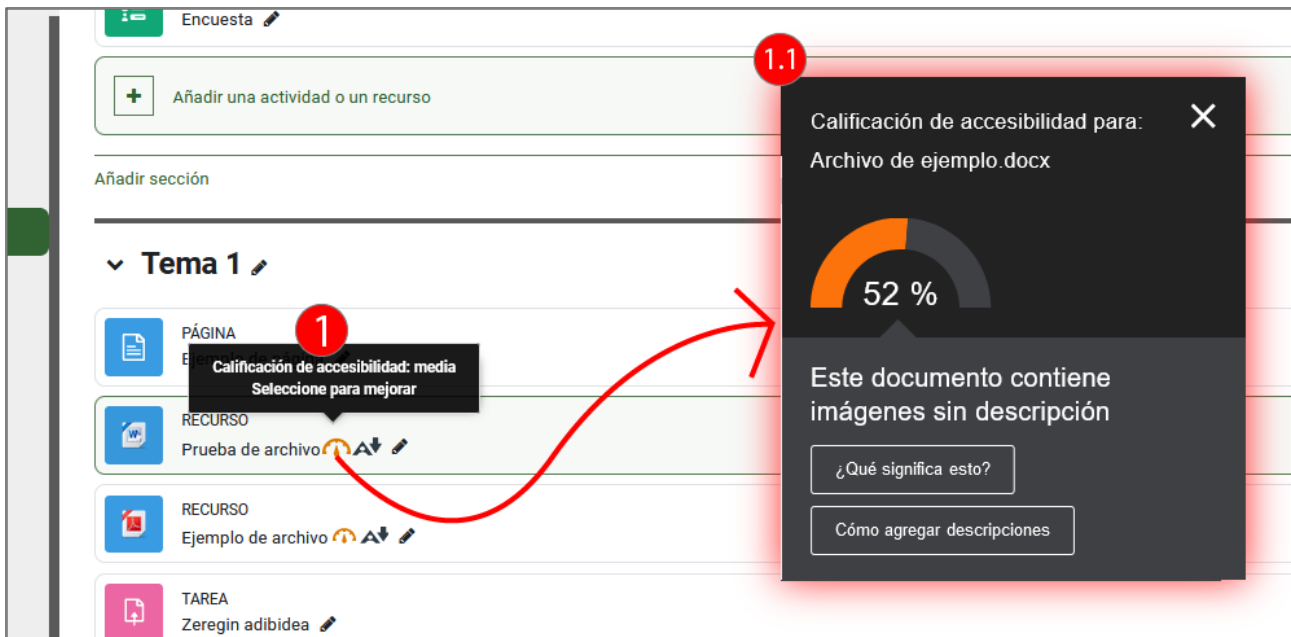 Encuesta
Añadir una actividad o un recurso
Añadir sección
Tema 1
PÁGINA
1
Calificación de accesibilidad: media
Seleccione para mejorar
RECURSO
Prueba de archivo
RECURSO
Ejemplo de archivo
TAREA
Zeregin adibidea
1.1
Calificación de accesibilidad para:
Archivo de ejemplo.docx
52 %
Este documento contiene
imágenes sin descripción
¿Qué significa esto?
Cómo agregar descripciones